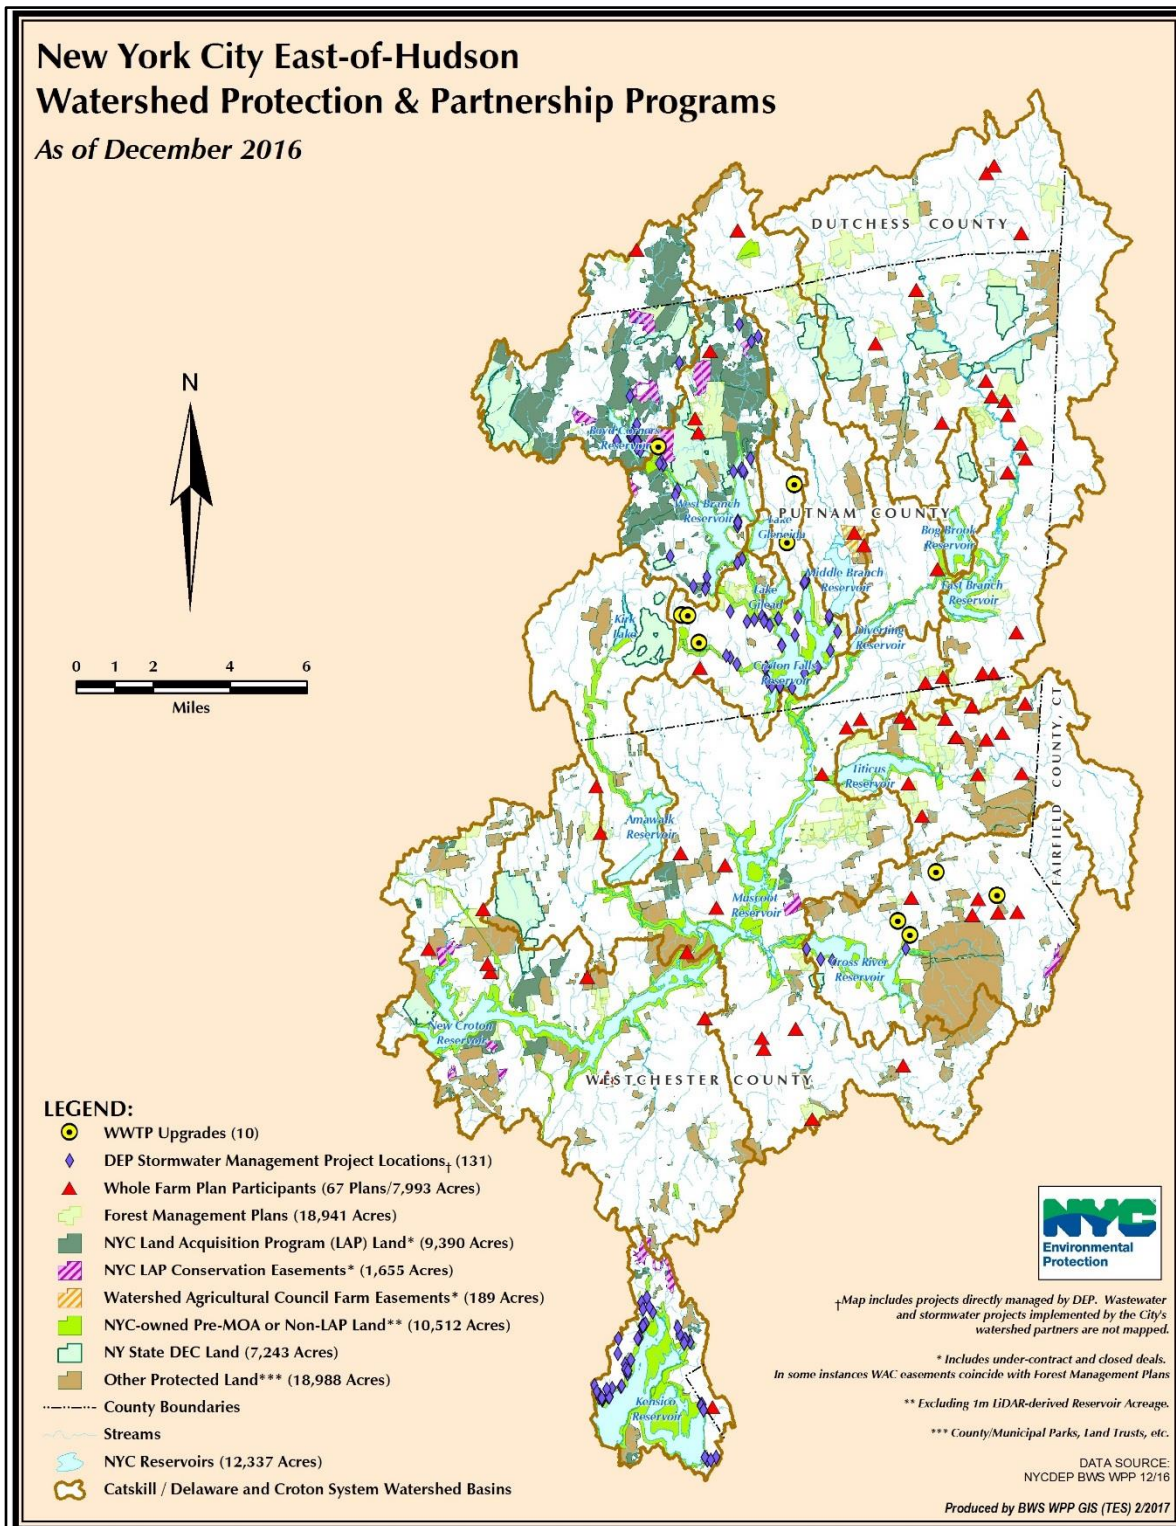 New York City East-of-Hudson
Watershed Protection & Partnership Programs
As of December 2016
DUTCHESS COUNTY
N
Boyd Corners
Reservoir
West Branch
Reservoir
PUTNAM COUNTY
Lake
Gleneida
Bog Brook
Reservoir
Middle Branch
Reservoir
East Branch
Reservoir
Lake
Gilead
Kirk
Lake
Diverting
Reservoir
Croton Falls
Reservoir
0 1 2 4 6
Miles
FAIRFIELD COUNTY, CT
Titicus
Reservoir
Amawalk
Reservoir
Muscoot
Reservoir
Cross River
Reservoir
New Croton
Reservoir
WESTCHESTER COUNTY
Kensico
Reservoir
LEGEND:
WWTP Upgrades (10)
DEP Stormwater Management Project Locations† (131)
Whole Farm Plan Participants (67 Plans/7,993 Acres)
Forest Management Plans (18,941 Acres)
NYC Land Acquisition Program (LAP) Land* (9,390 Acres)
NYC LAP Conservation Easements* (1,655 Acres)
Watershed Agricultural Council Farm Easements* (189 Acres)
NYC-owned Pre-MOA or Non-LAP Land** (10,512 Acres)
NY State DEC Land (7,243 Acres)
Other Protected Land*** (18,988 Acres)
County Boundaries
Streams
NYC Reservoirs (12,337 Acres)
Catskill / Delaware and Croton System Watershed Basins
NYC
Environmental
Protection
†Map includes projects directly managed by DEP. Wastewater
and stormwater projects implemented by the City's
watershed partners are not mapped.
* Includes under-contract and closed deals.
In some instances WAC easements coincide with Forest Management Plans
** Excluding 1m LiDAR-derived Reservoir Acreage.
*** County/Municipal Parks, Land Trusts, etc.
DATA SOURCE:
NYCDEP BWS WPP 12/16
Produced by BWS WPP GIS (TES) 2/2017